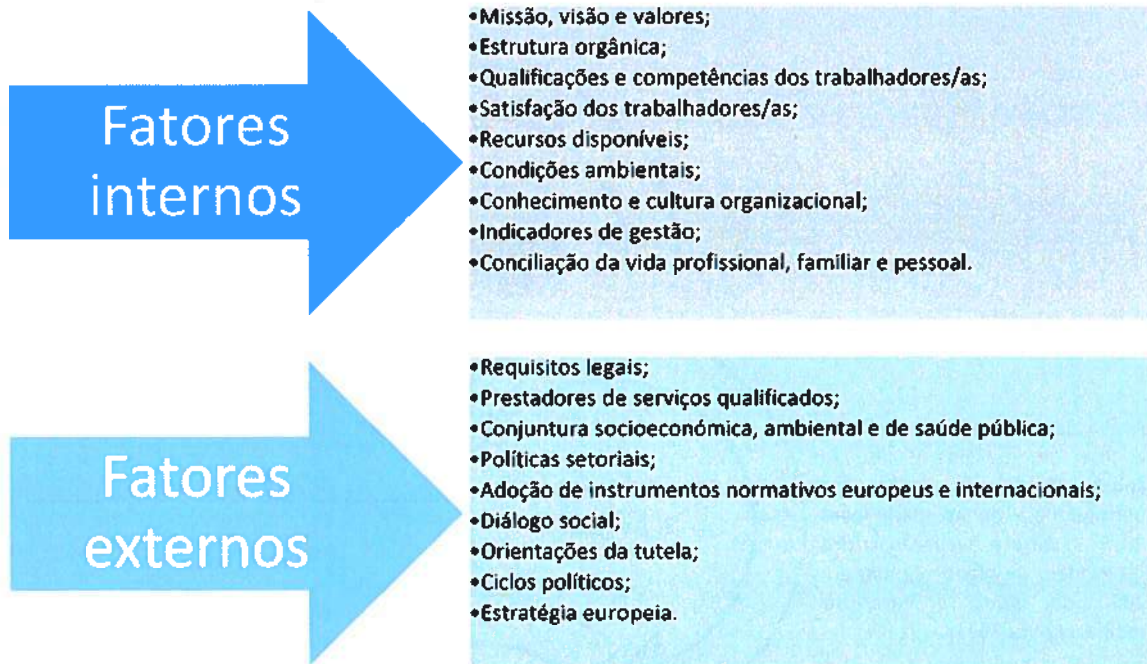 Fatores
internos
•Missão, visão e valores;
•Estrutura orgânica;
•Qualificações e competências dos trabalhadores/as;
•Satisfação dos trabalhadores/as;
•Recursos disponíveis;
•Condições ambientais;
•Conhecimento e cultura organizacional;
•Indicadores de gestão;
•Conciliação da vida profissional, familiar e pessoal.
Fatores
externos
•Requisitos legais;
•Prestadores de serviços qualificados;
•Conjuntura socioeconómica, ambiental e de saúde pública;
•Políticas setoriais;
•Adoção de instrumentos normativos europeus e internacionais;
•Diálogo social;
•Orientações da tutela;
•Ciclos políticos;
•Estratégia europeia.